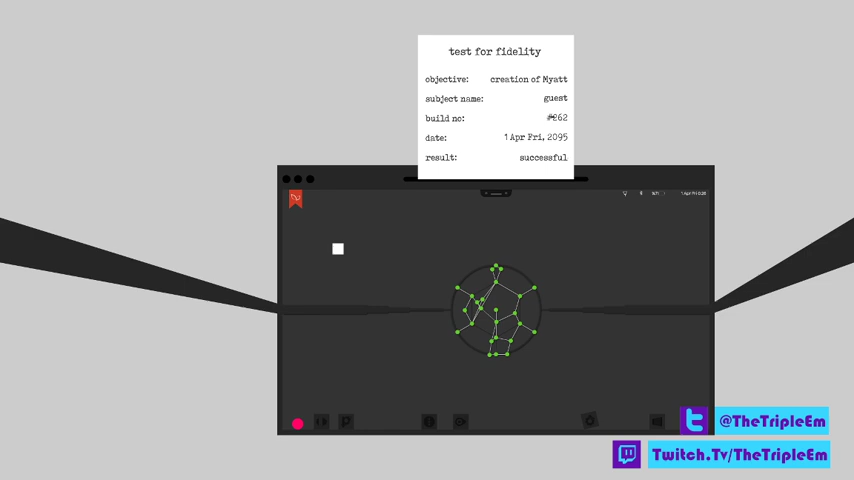 test for fidelity
objective: creation of Myatt
subject name: guest
build no: #262
date: 1 Apr Fri, 2095
result: successful
@TheTripleEm
Twitch.Tv/TheTripleEm